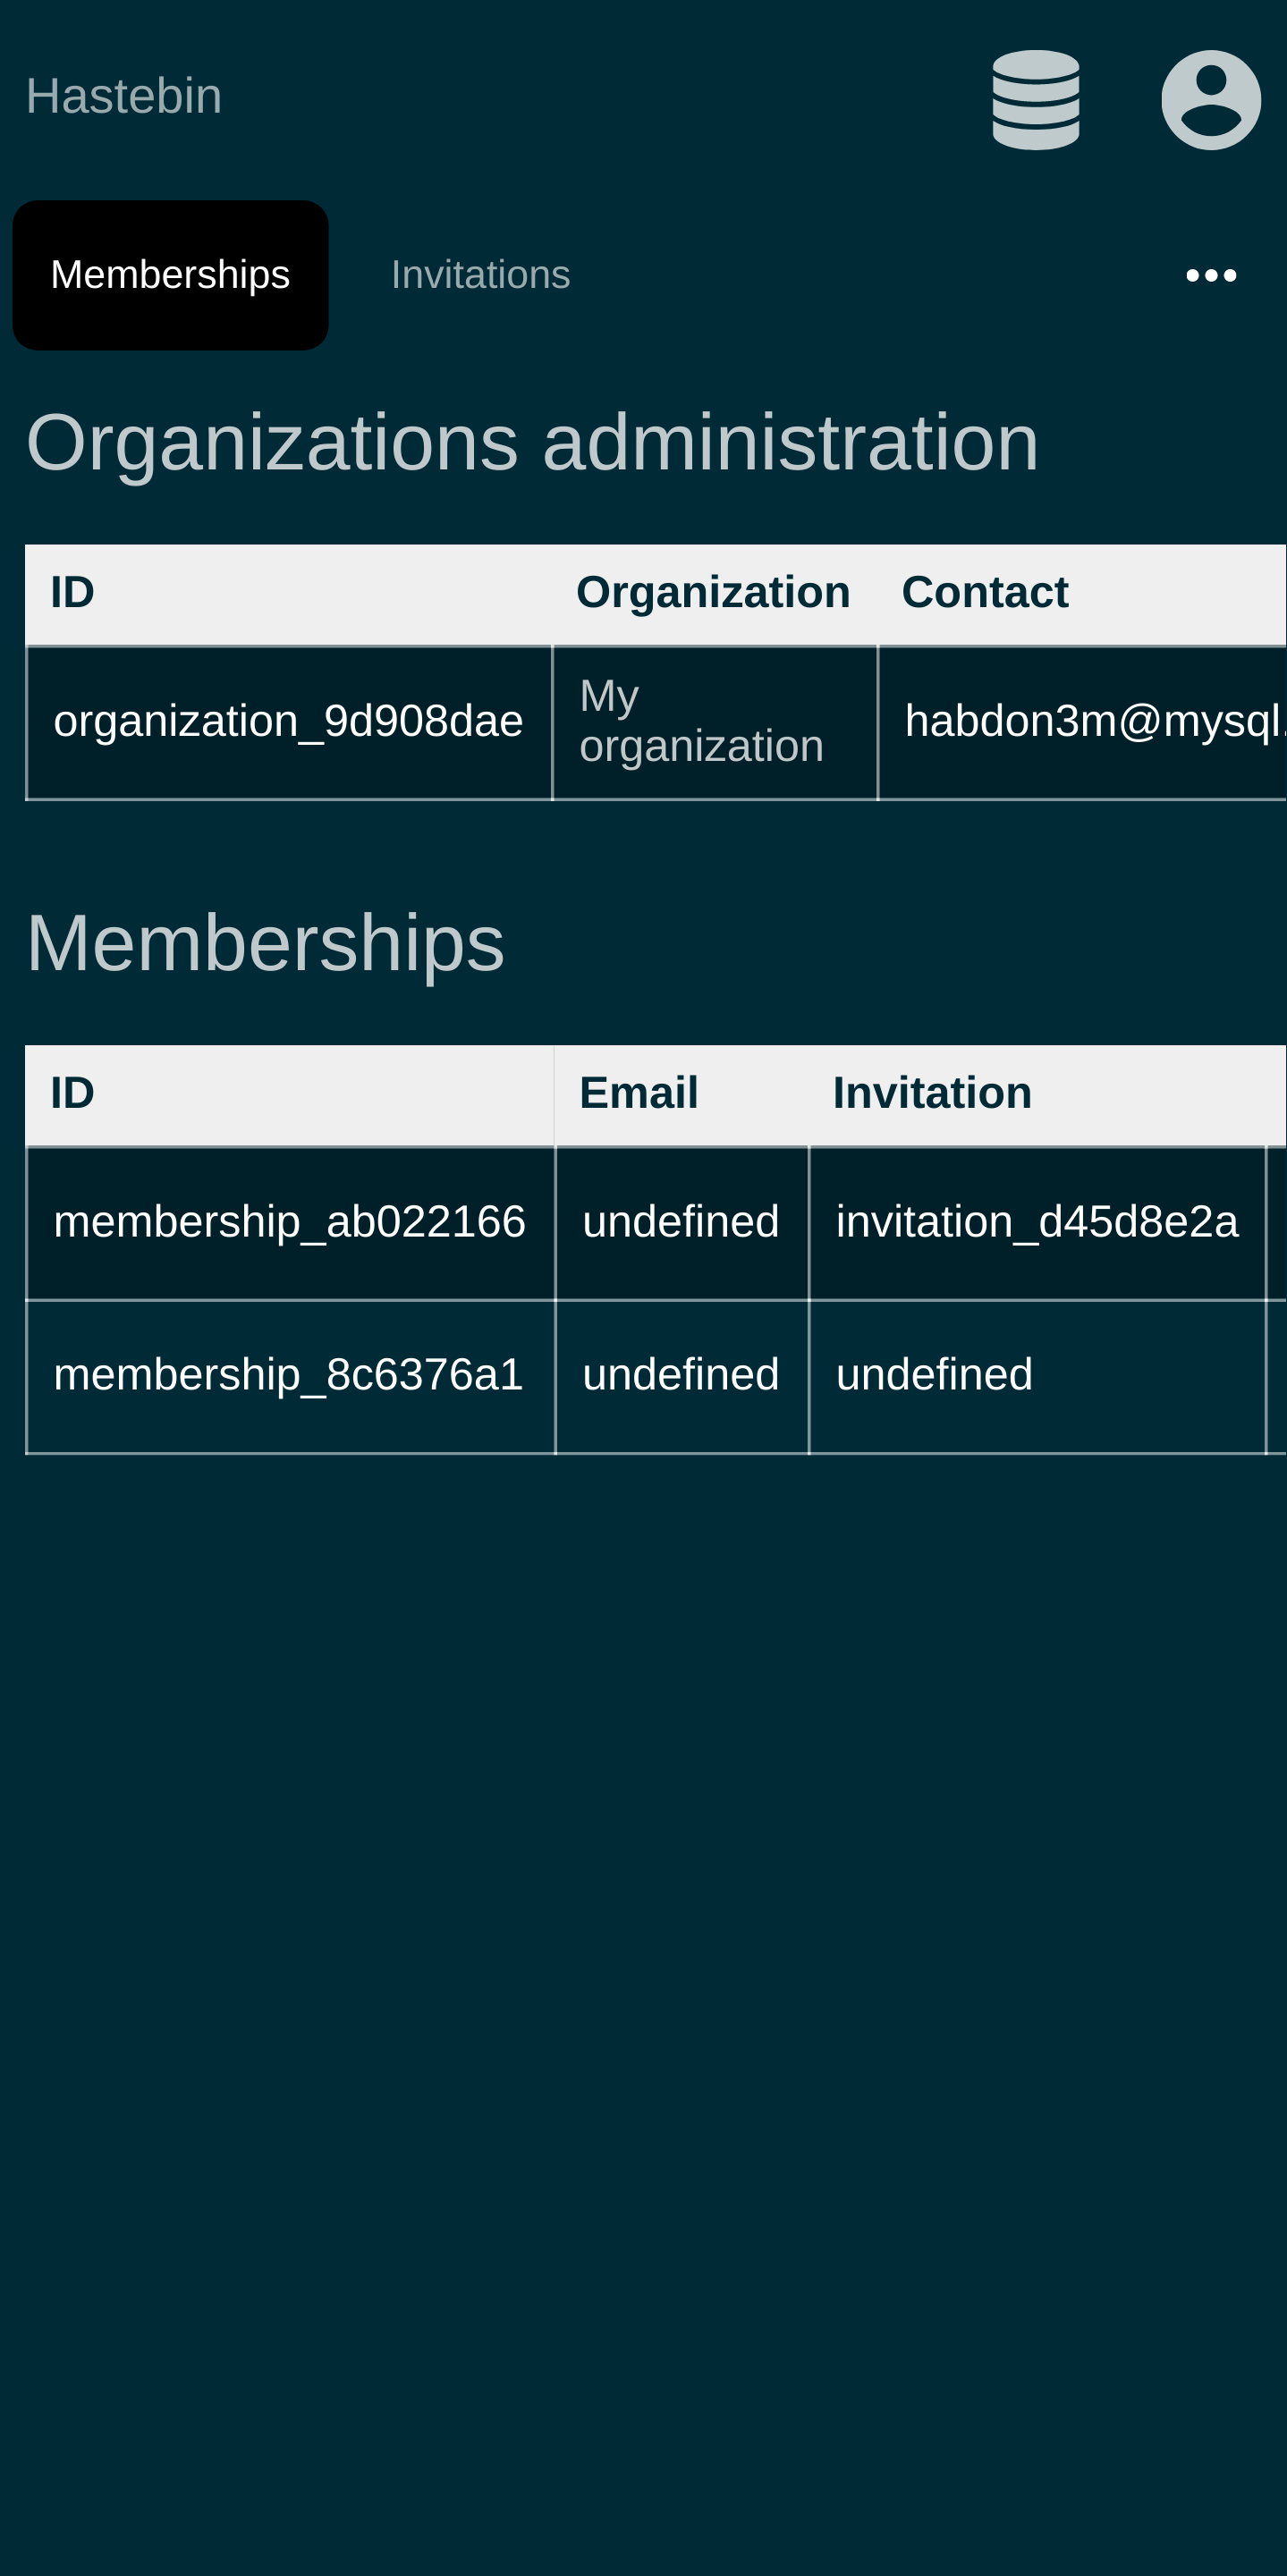 Hastebin
Memberships Invitations
Organizations administration
ID Organization Contact
organization_9d908dae My organization habdon3m@mysql.
Memberships
ID Email Invitation
membership_ab022166 undefined invitation_d45d8e2a
membership_8c6376a1 undefined undefined